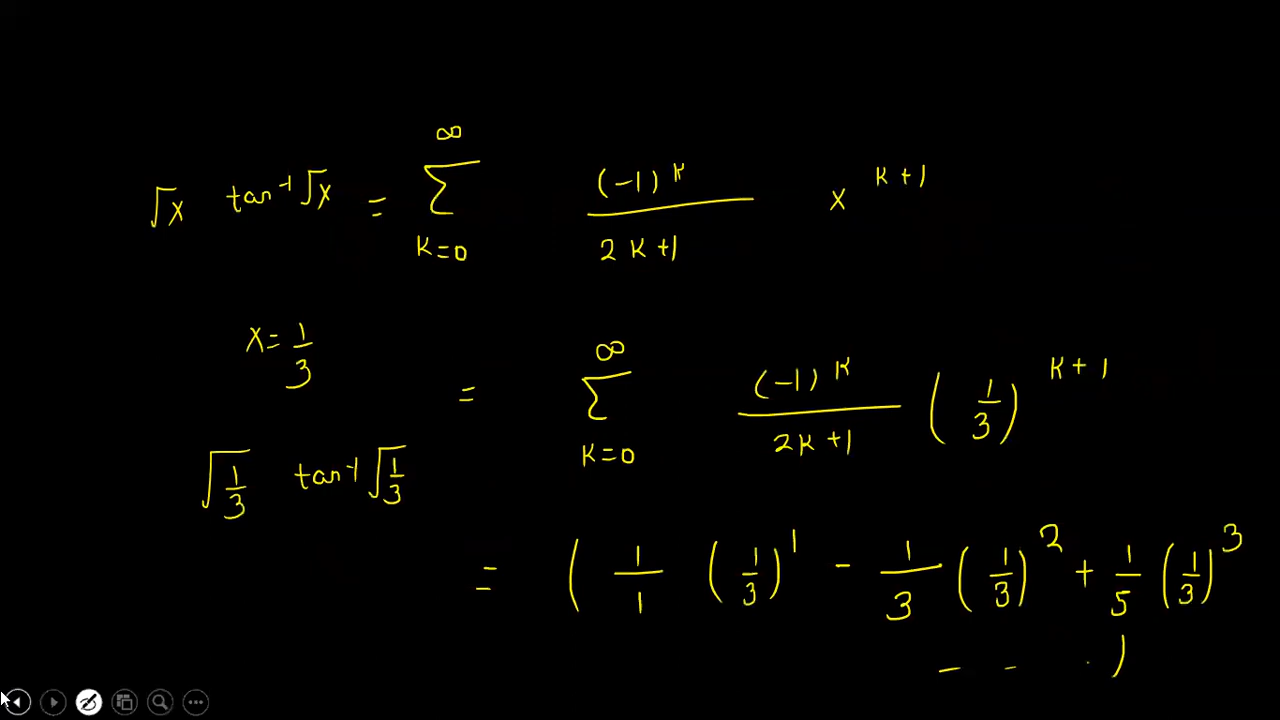 √x tan⁻¹ √x = ∑_{k=0}^{∞} (-1)^k / (2k+1) x^{k+1}
x = 1/3
= ∑_{k=0}^{∞} (-1)^k / (2k+1) (1/3)^{k+1}
√(1/3) tan⁻¹ √(1/3)
= ( 1/1 (1/3)^1 - 1/3 (1/3)^2 + 1/5 (1/3)^3
- - . )